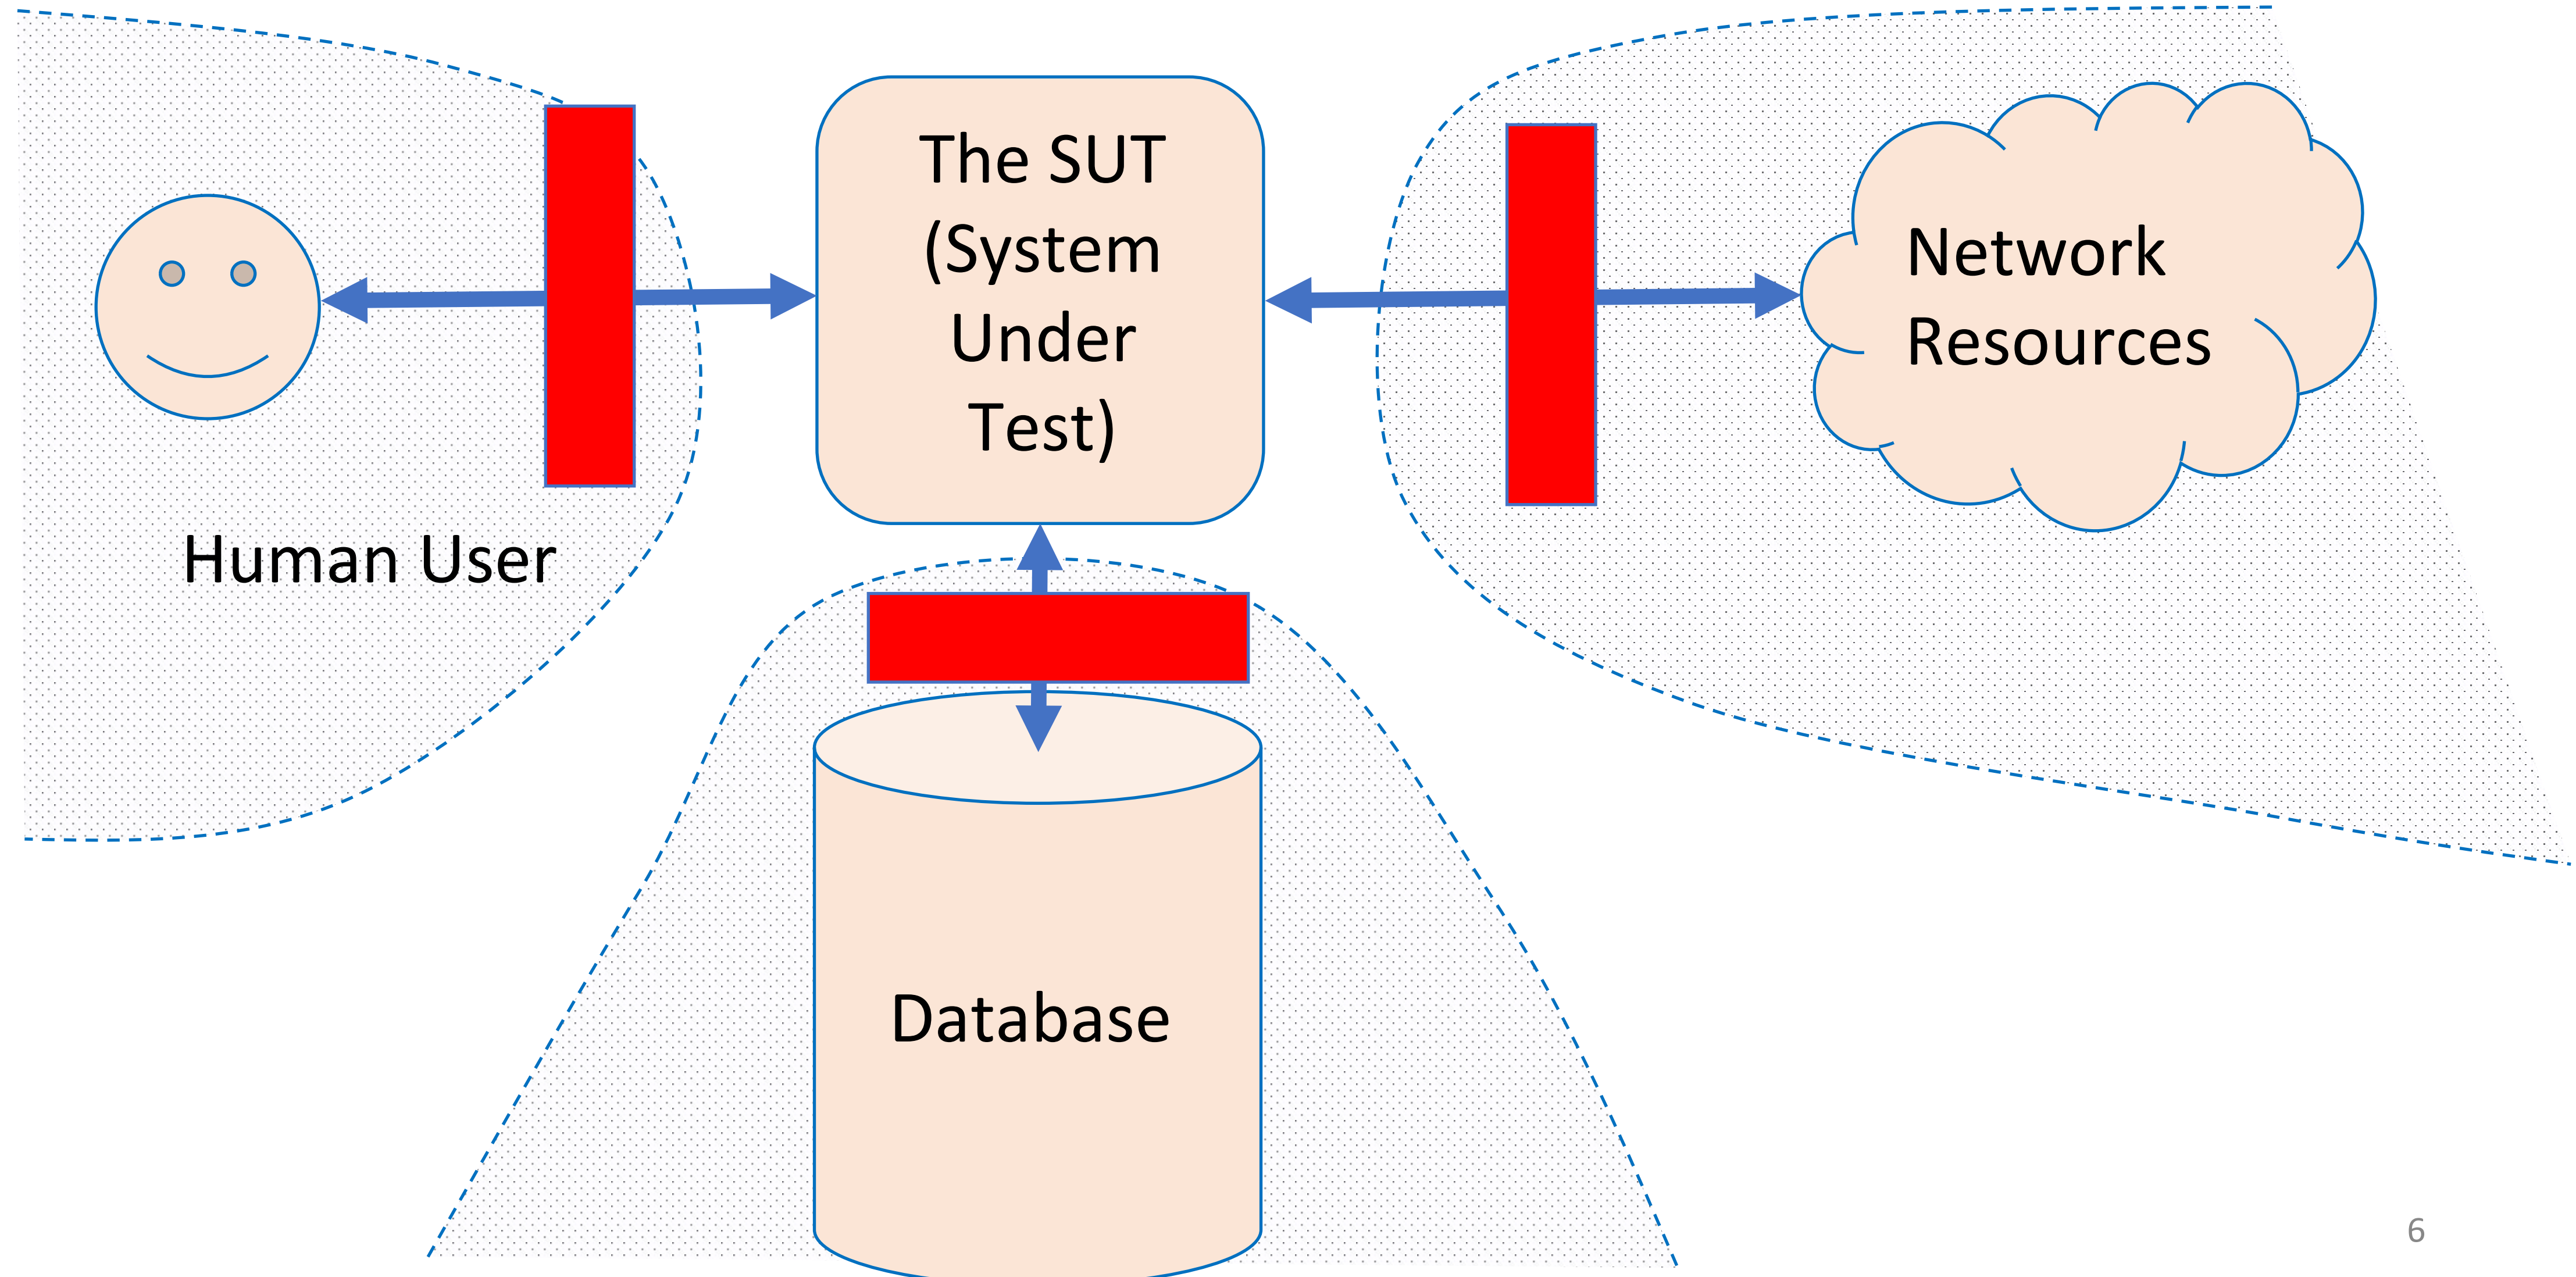 The SUT
(System
Under
Test)
Network
Resources
Human User
Database
6